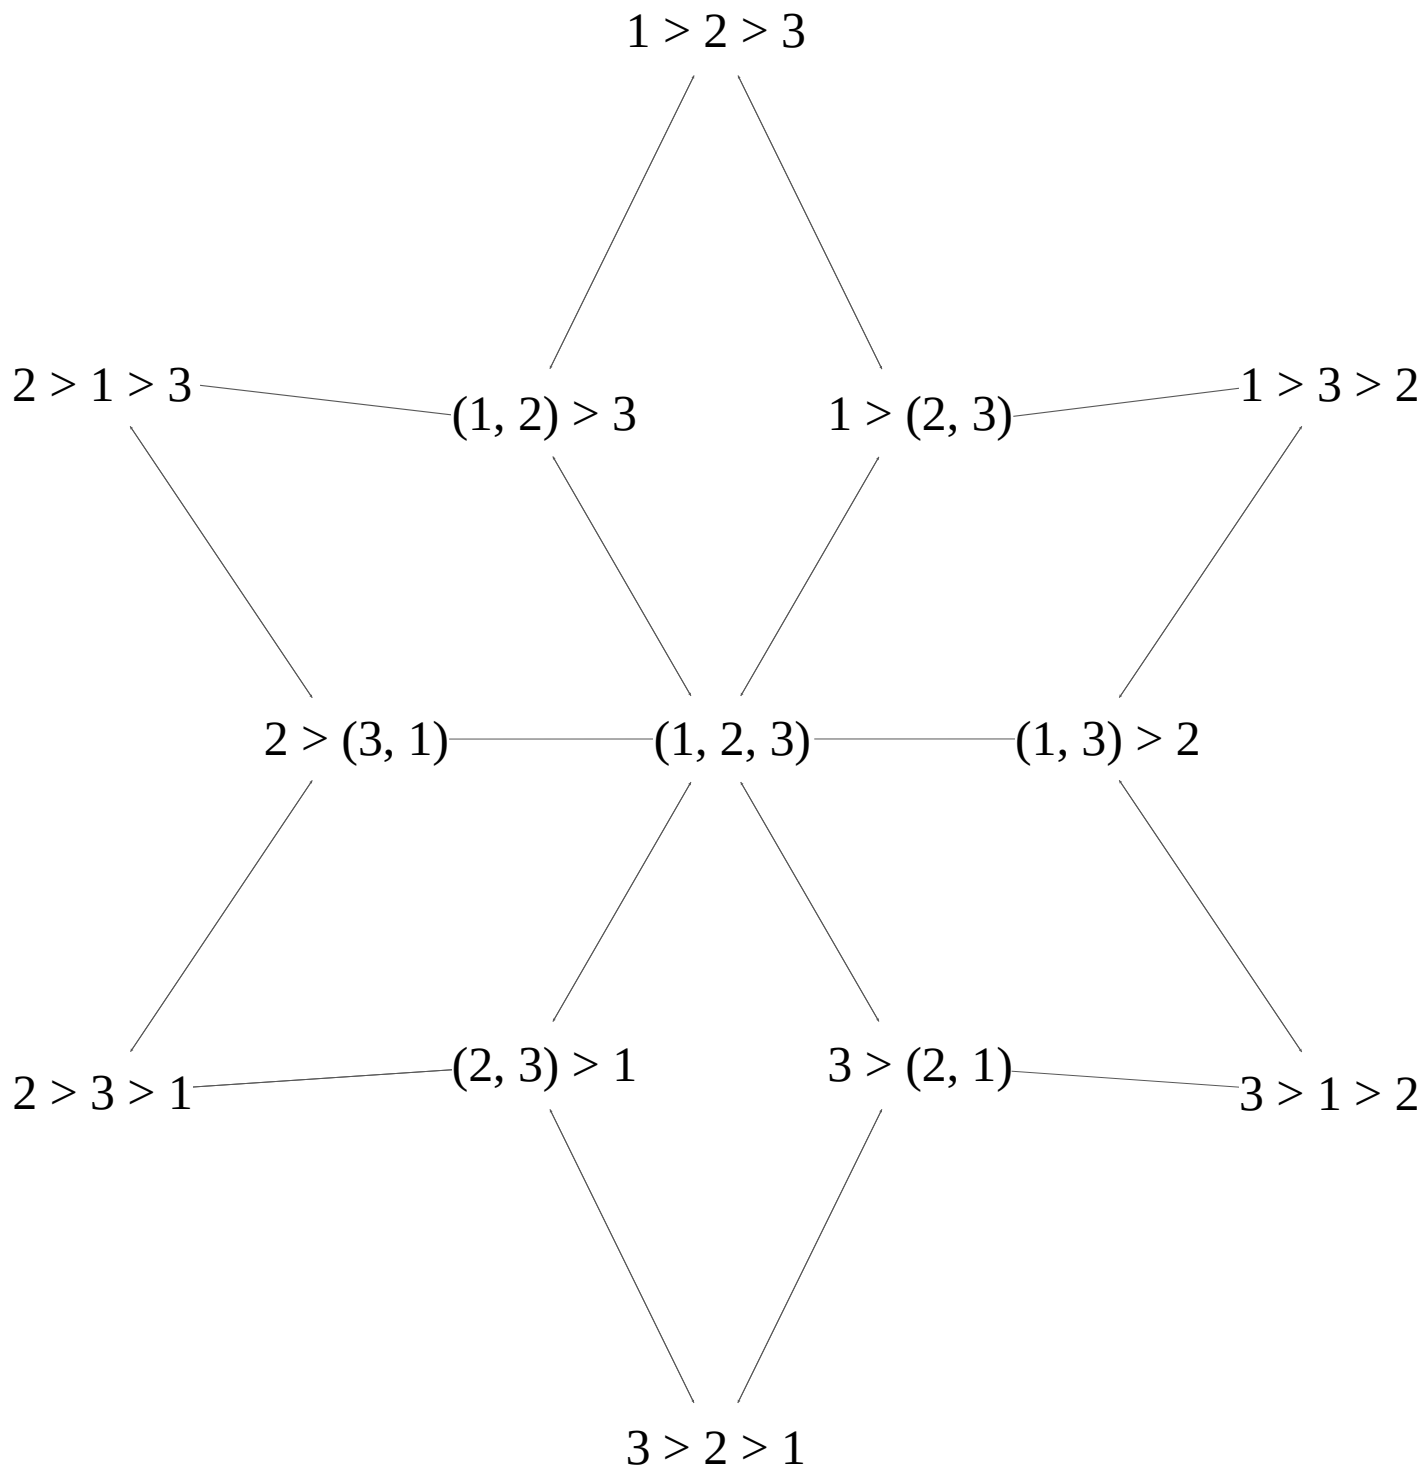 1 > 2 > 3
2 > 1 > 3
(1, 2) > 3
1 > (2, 3)
1 > 3 > 2
2 > (3, 1)
(1, 2, 3)
(1, 3) > 2
2 > 3 > 1
(2, 3) > 1
3 > (2, 1)
3 > 1 > 2
3 > 2 > 1